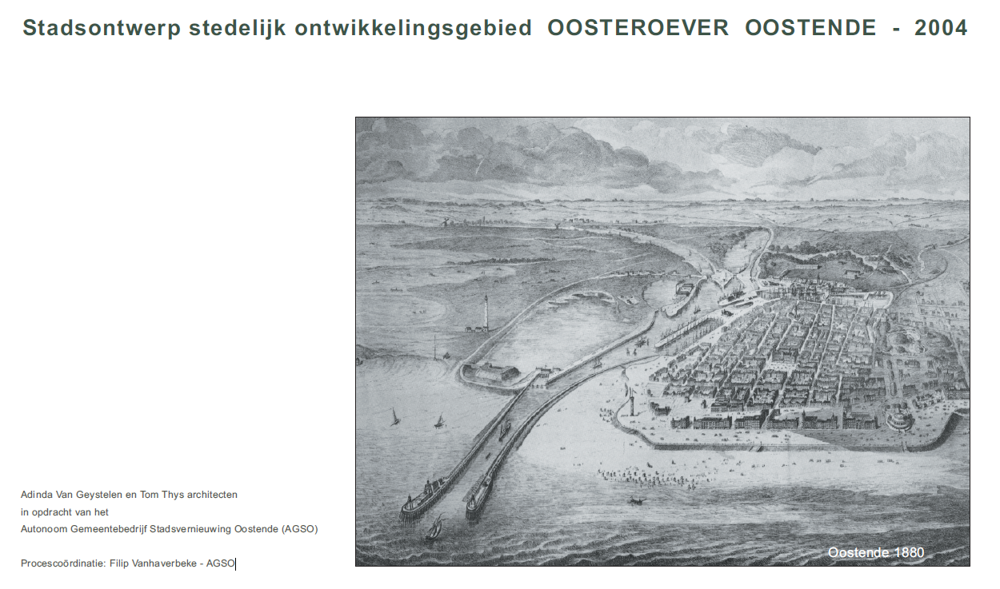 Stadsontwerp stedelijk ontwikkelingsgebied OOSTEROEVER OOSTENDE - 2004
Adinda Van Geystelen en Tom Thys architecten
in opdracht van het
Autonoom Gemeentebedrijf Stadsvernieuwing Oostende (AGSO)
Procescoördinatie: Filip Vanhaverbeke - AGSO
Oostende 1880